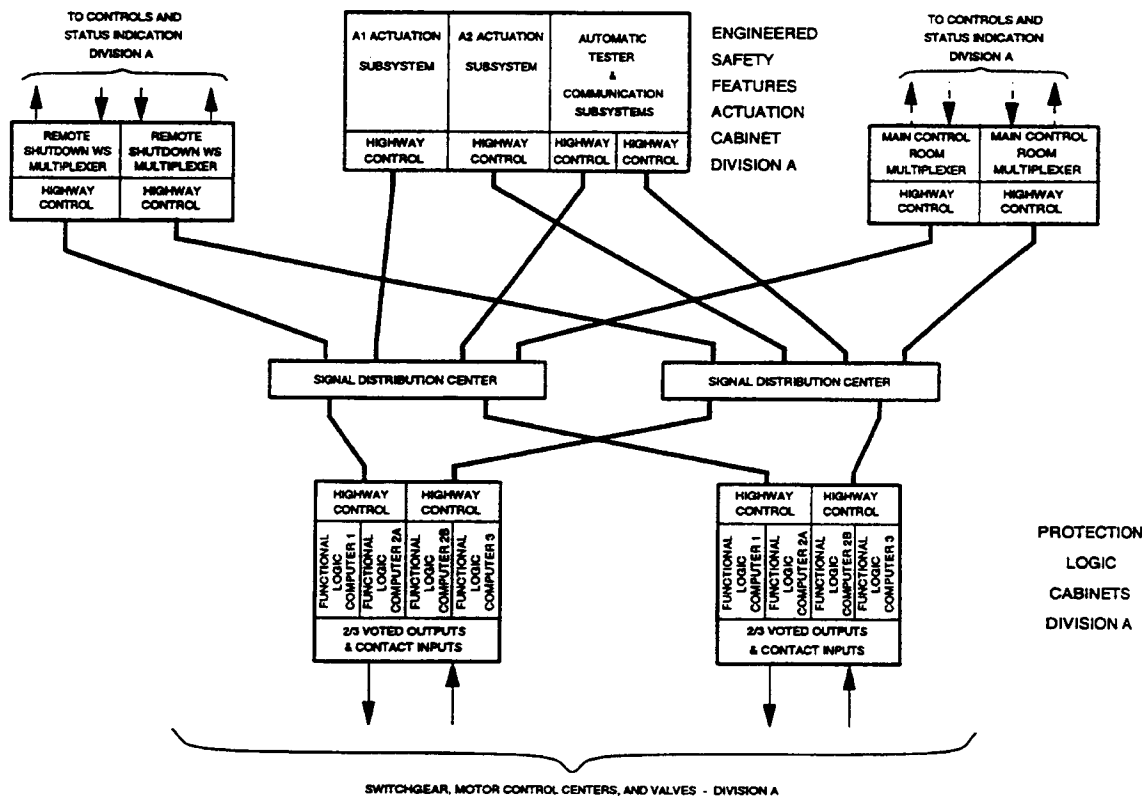 TO CONTROLS AND
STATUS INDICATION
DIVISION A
REMOTE
SHUTDOWN WS
MULTIPLEXER
HIGHWAY
CONTROL
REMOTE
SHUTDOWN WS
MULTIPLEXER
HIGHWAY
CONTROL
A1 ACTUATION
SUBSYSTEM
HIGHWAY
CONTROL
A2 ACTUATION
SUBSYSTEM
HIGHWAY
CONTROL
AUTOMATIC
TESTER
&
COMMUNICATION
SUBSYSTEMS
HIGHWAY
CONTROL
HIGHWAY
CONTROL
ENGINEERED
SAFETY
FEATURES
ACTUATION
CABINET
DIVISION A
TO CONTROLS AND
STATUS INDICATION
DIVISION A
MAIN CONTROL
ROOM
MULTIPLEXER
HIGHWAY
CONTROL
MAIN CONTROL
ROOM
MULTIPLEXER
HIGHWAY
CONTROL
SIGNAL DISTRIBUTION CENTER
SIGNAL DISTRIBUTION CENTER
HIGHWAY
CONTROL
HIGHWAY
CONTROL
FUNCTIONAL
LOGIC
COMPUTER 1
FUNCTIONAL
LOGIC
COMPUTER 2A
FUNCTIONAL
LOGIC
COMPUTER 2B
FUNCTIONAL
LOGIC
COMPUTER 3
2/3 VOTED OUTPUTS
& CONTACT INPUTS
HIGHWAY
CONTROL
HIGHWAY
CONTROL
FUNCTIONAL
LOGIC
COMPUTER 1
FUNCTIONAL
LOGIC
COMPUTER 2A
FUNCTIONAL
LOGIC
COMPUTER 2B
FUNCTIONAL
LOGIC
COMPUTER 3
2/3 VOTED OUTPUTS
& CONTACT INPUTS
PROTECTION
LOGIC
CABINETS
DIVISION A
SWITCHGEAR, MOTOR CONTROL CENTERS, AND VALVES - DIVISION A